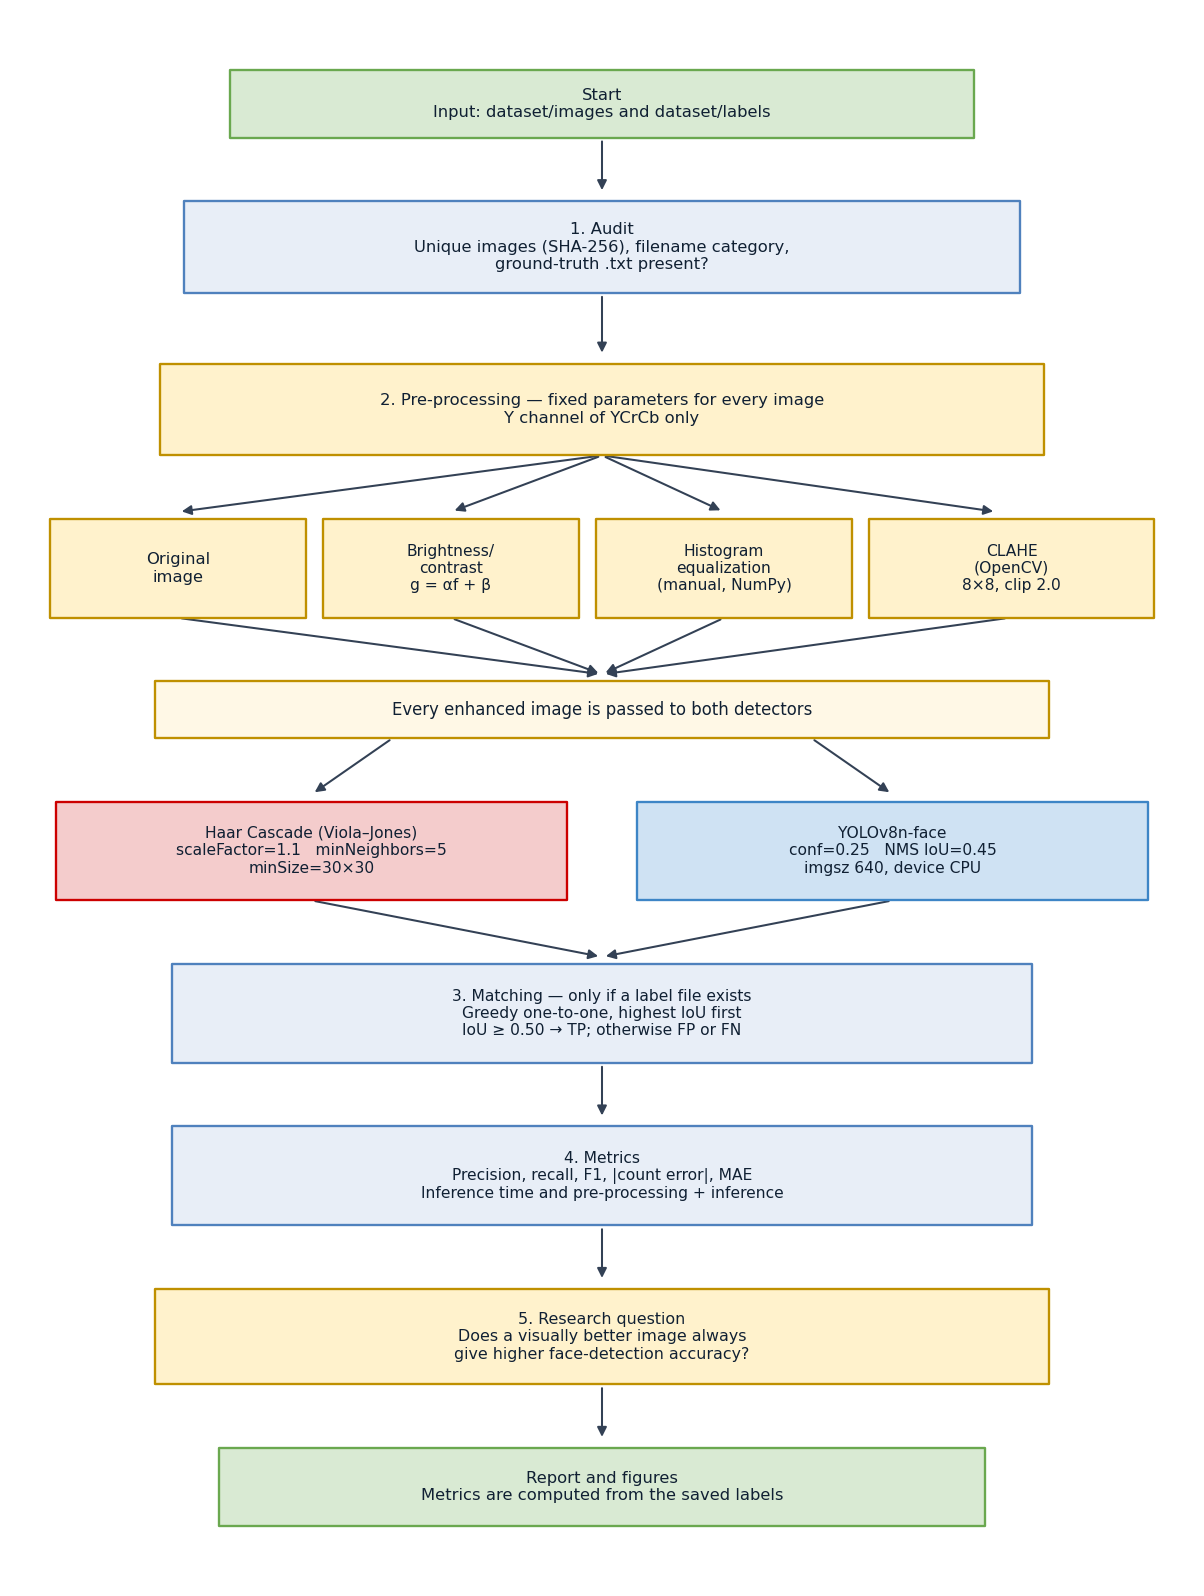 Start
Input: dataset/images and dataset/labels
1. Audit
Unique images (SHA-256), filename category,
ground-truth .txt present?
2. Pre-processing — fixed parameters for every image
Y channel of YCrCb only
Original
image
Brightness/
contrast
g = αf + β
Histogram
equalization
(manual, NumPy)
CLAHE
(OpenCV)
8×8, clip 2.0
Every enhanced image is passed to both detectors
Haar Cascade (Viola–Jones)
scaleFactor=1.1   minNeighbors=5
minSize=30×30
YOLOv8n-face
conf=0.25   NMS IoU=0.45
imgsz 640, device CPU
3. Matching — only if a label file exists
Greedy one-to-one, highest IoU first
IoU ≥ 0.50 → TP; otherwise FP or FN
4. Metrics
Precision, recall, F1, |count error|, MAE
Inference time and pre-processing + inference
5. Research question
Does a visually better image always
give higher face-detection accuracy?
Report and figures
Metrics are computed from the saved labels